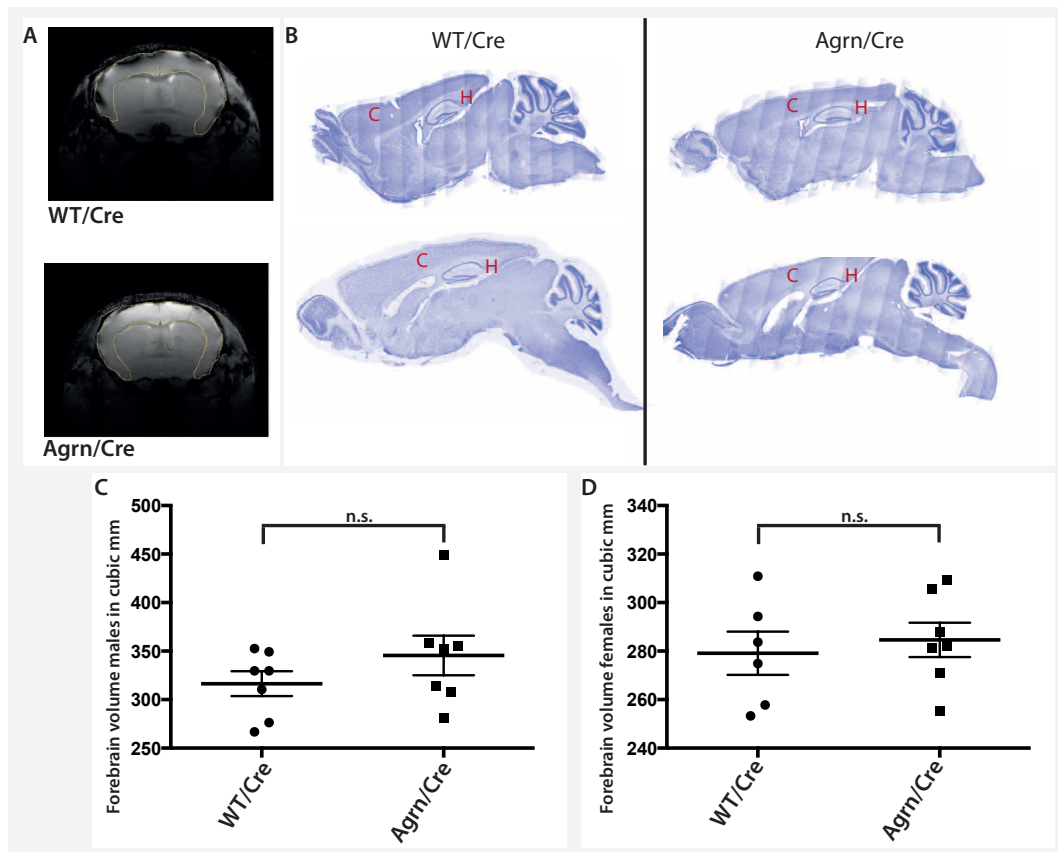 A
WT/Cre
Agrn/Cre
B
WT/Cre
Agrn/Cre
C
H
C
H
C
H
C
H
C
Forebrain volume males in cubic mm
500
450
400
350
300
250
n.s.
WT/Cre
Agrn/Cre
D
Forebrain volume females in cubic mm
340
320
300
280
260
240
n.s.
WT/Cre
Agrn/Cre